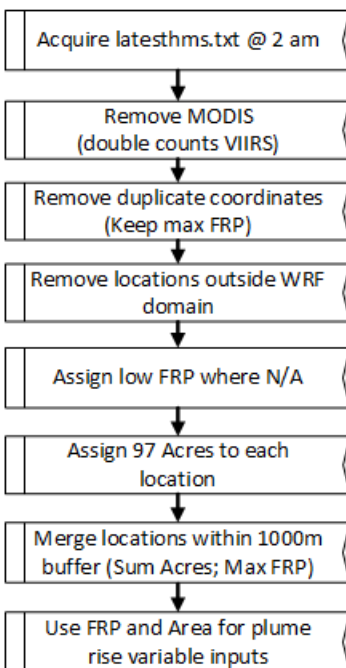 Acquire latesthms.txt @ 2 am
Remove MODIS
(double counts VIIRS)
Remove duplicate coordinates
(Keep max FRP)
Remove locations outside WRF
domain
Assign low FRP where N/A
Assign 97 Acres to each
location
Merge locations within 1000m
buffer (Sum Acres; Max FRP)
Use FRP and Area for plume
rise variable inputs